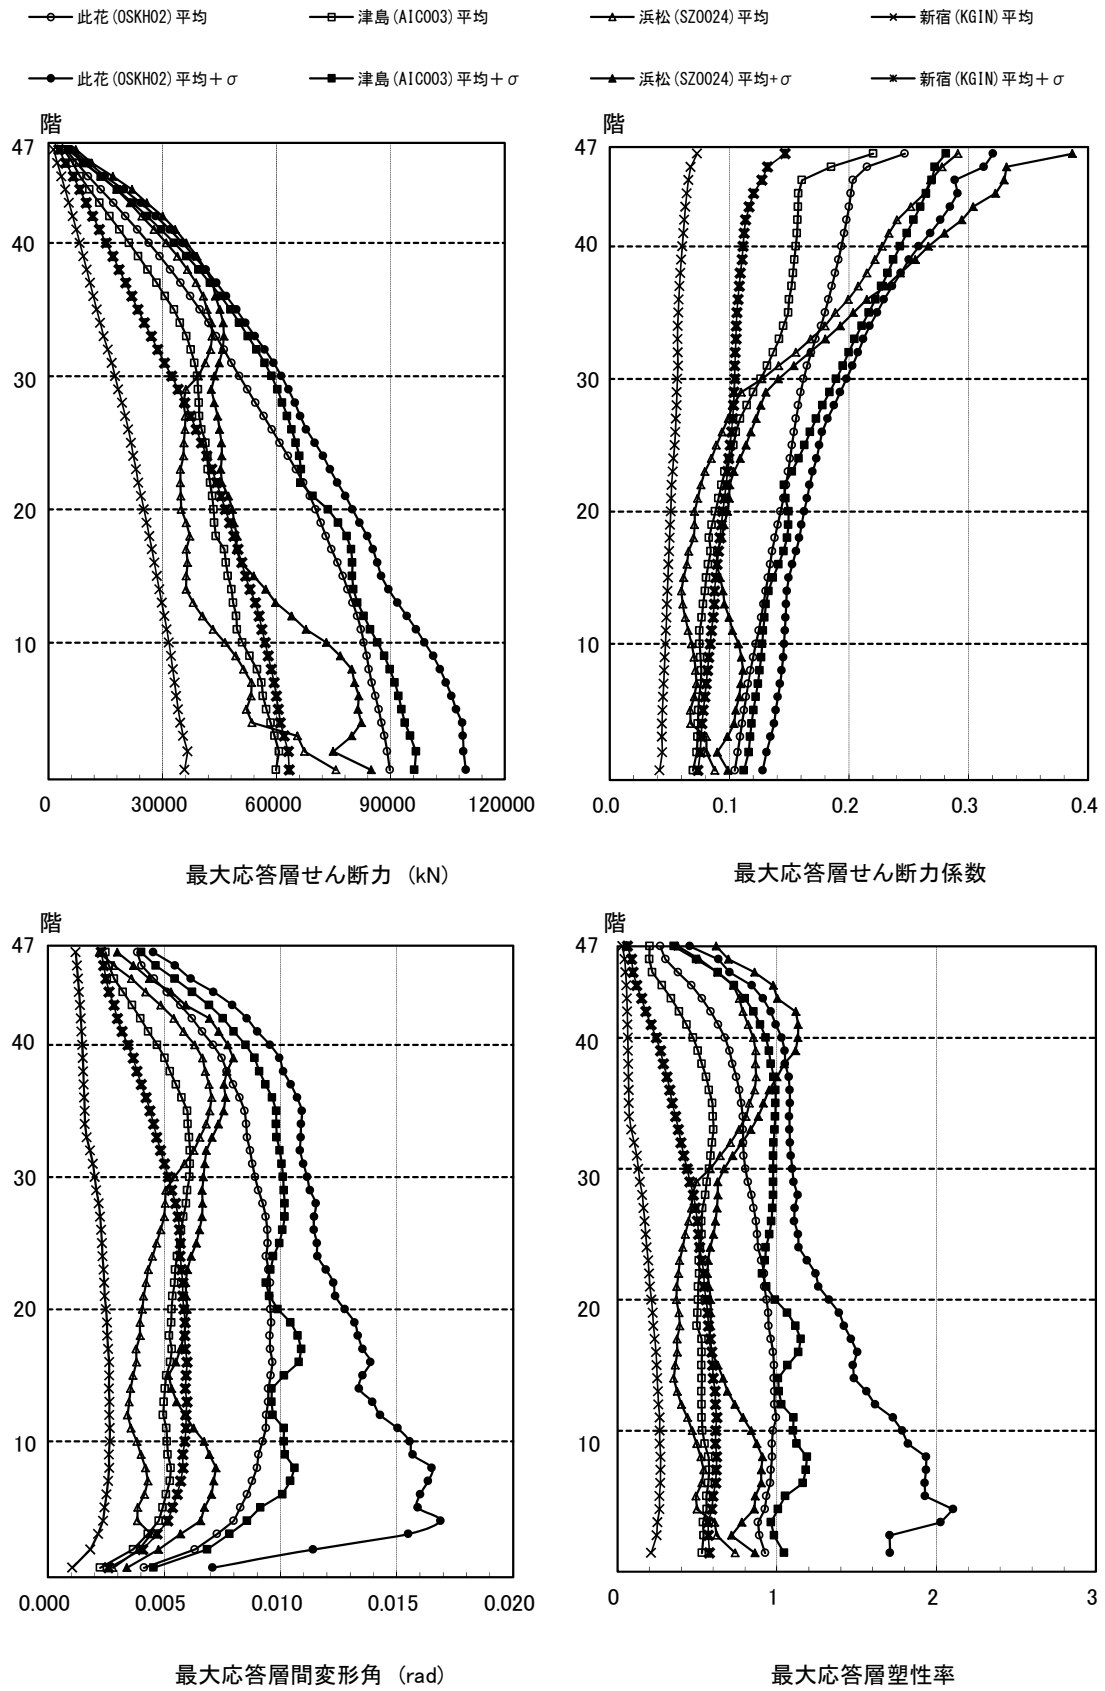 此花(OSKH02)平均 津島(AIC003)平均 浜松(SZO024)平均 新宿(KGIN)平均
此花(OSKH02)平均+σ 津島(AIC003)平均+σ 浜松(SZO024)平均+σ 新宿(KGIN)平均+σ
階
47
40
30
20
10
0 30000 60000 90000 120000
最大応答層せん断力 (kN)
階
47
40
30
20
10
0.0 0.1 0.2 0.3 0.4
最大応答層せん断力係数
階
47
40
30
20
10
0.000 0.005 0.010 0.015 0.020
最大応答層間変形角 (rad)
階
47
40
30
20
10
0 1 2 3
最大応答層塑性率